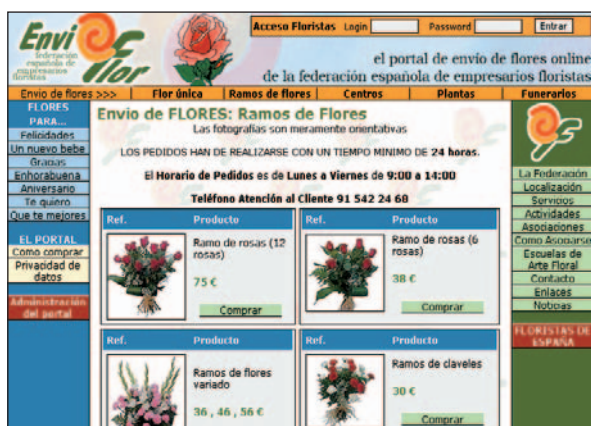 Acceso Floristas Login Password Entrar
Envi Flor
federación
española de
empresarios
floristas
el portal de envío de flores online
de la federación española de empresarios floristas
Envio de flores >>> Flor única Ramos de flores Centros Plantas Funerarios
FLORES
PARA...
Felicidades
Un nuevo bebe
Gracias
Enhorabuena
Aniversario
Te quiero
Que te mejores
EL PORTAL
Como comprar
Privacidad de
datos
Administración
del portal
Envio de FLORES: Ramos de Flores
Las fotografías son meramente orientativas
LOS PEDIDOS HAN DE REALIZARSE CON UN TIEMPO MINIMO DE 24 horas.
El Horario de Pedidos es de Lunes a Viernes de 9:00 a 14:00
Teléfono Atención al Cliente 91 542 24 68
Ref. Producto
Ramo de rosas (12
rosas)
75 €
Comprar
Ref. Producto
Ramo de rosas (6
rosas)
38 €
Comprar
Ref. Producto
Ramos de flores
variado
36 , 46 , 56 €
Ref. Producto
Ramos de claveles
30 €
Comprar
La Federación
Localización
Servicios
Actividades
Asociaciones
Como Asociarse
Escuelas de
Arte Floral
Contacto
Enlaces
Noticias
FLORISTAS DE
ESPAÑA